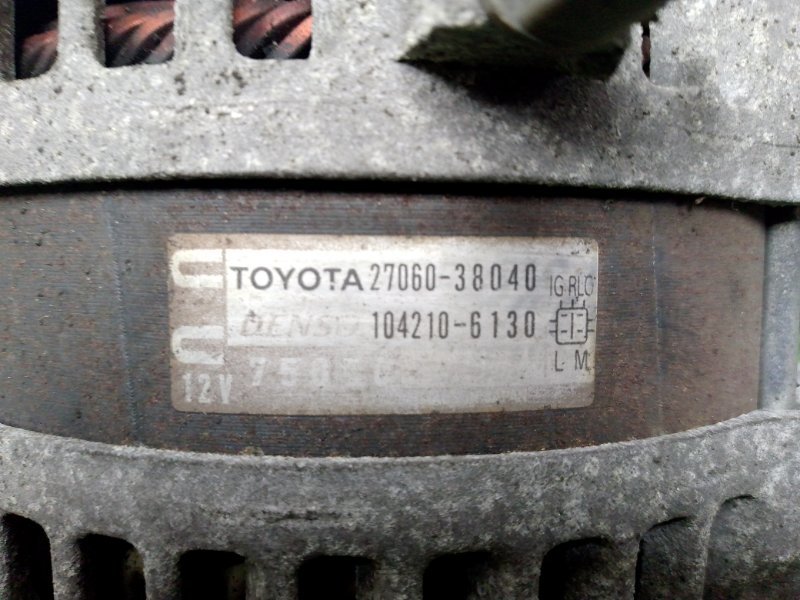 TOYOTA 27060-38040 IG RLO
DENSO 104210-6130
L M
12V